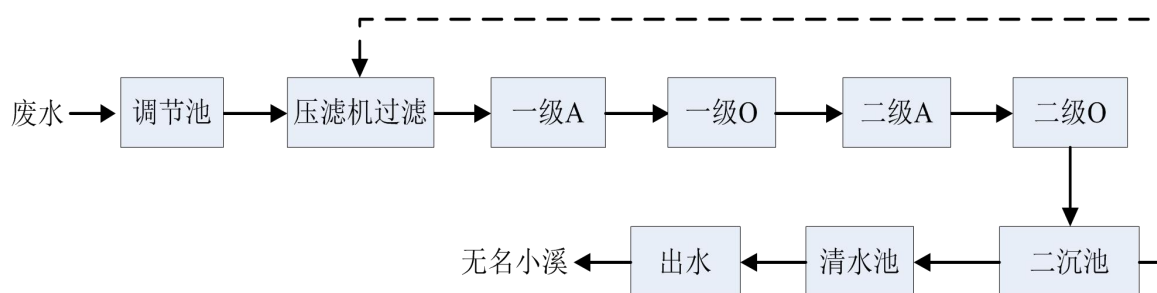 废水
调节池
压滤机过滤
一级A
一级O
二级A
二级O
无名小溪
出水
清水池
二沉池